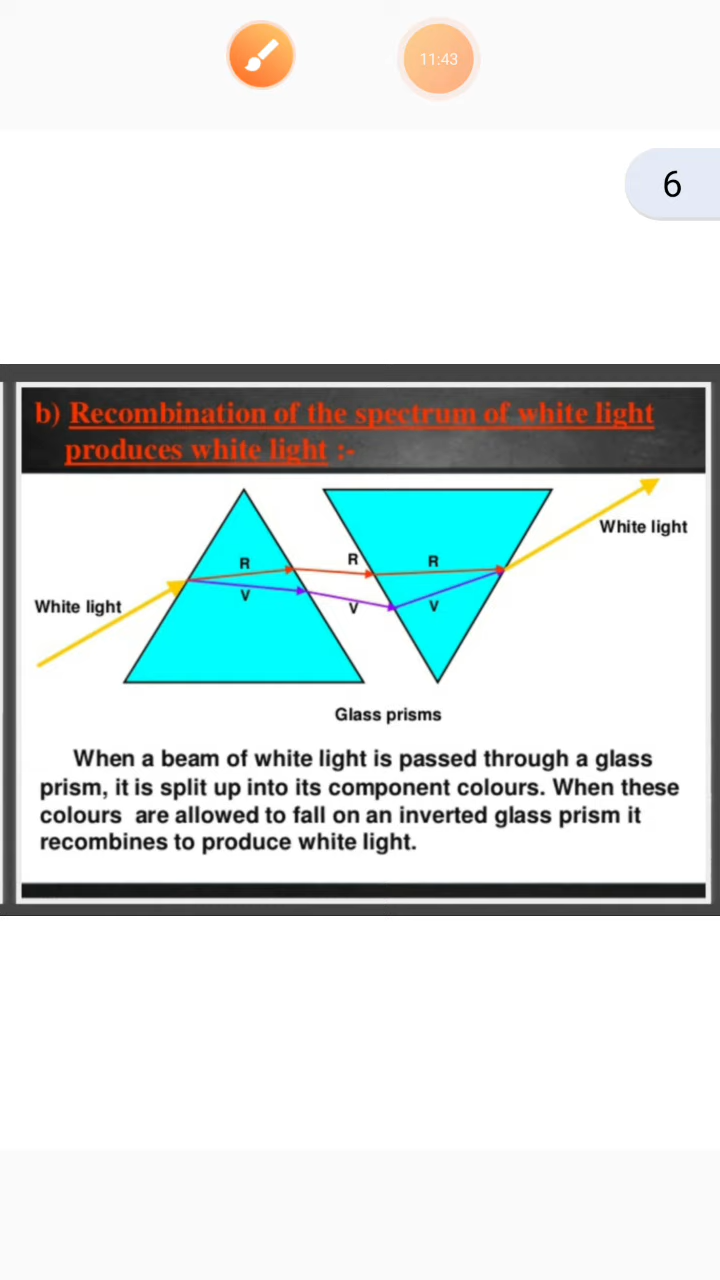 11:43
6
b) Recombination of the spectrum of white light
produces white light :-
White light
R
R
R
White light
V
V
V
Glass prisms
When a beam of white light is passed through a glass
prism, it is split up into its component colours. When these
colours are allowed to fall on an inverted glass prism it
recombines to produce white light.